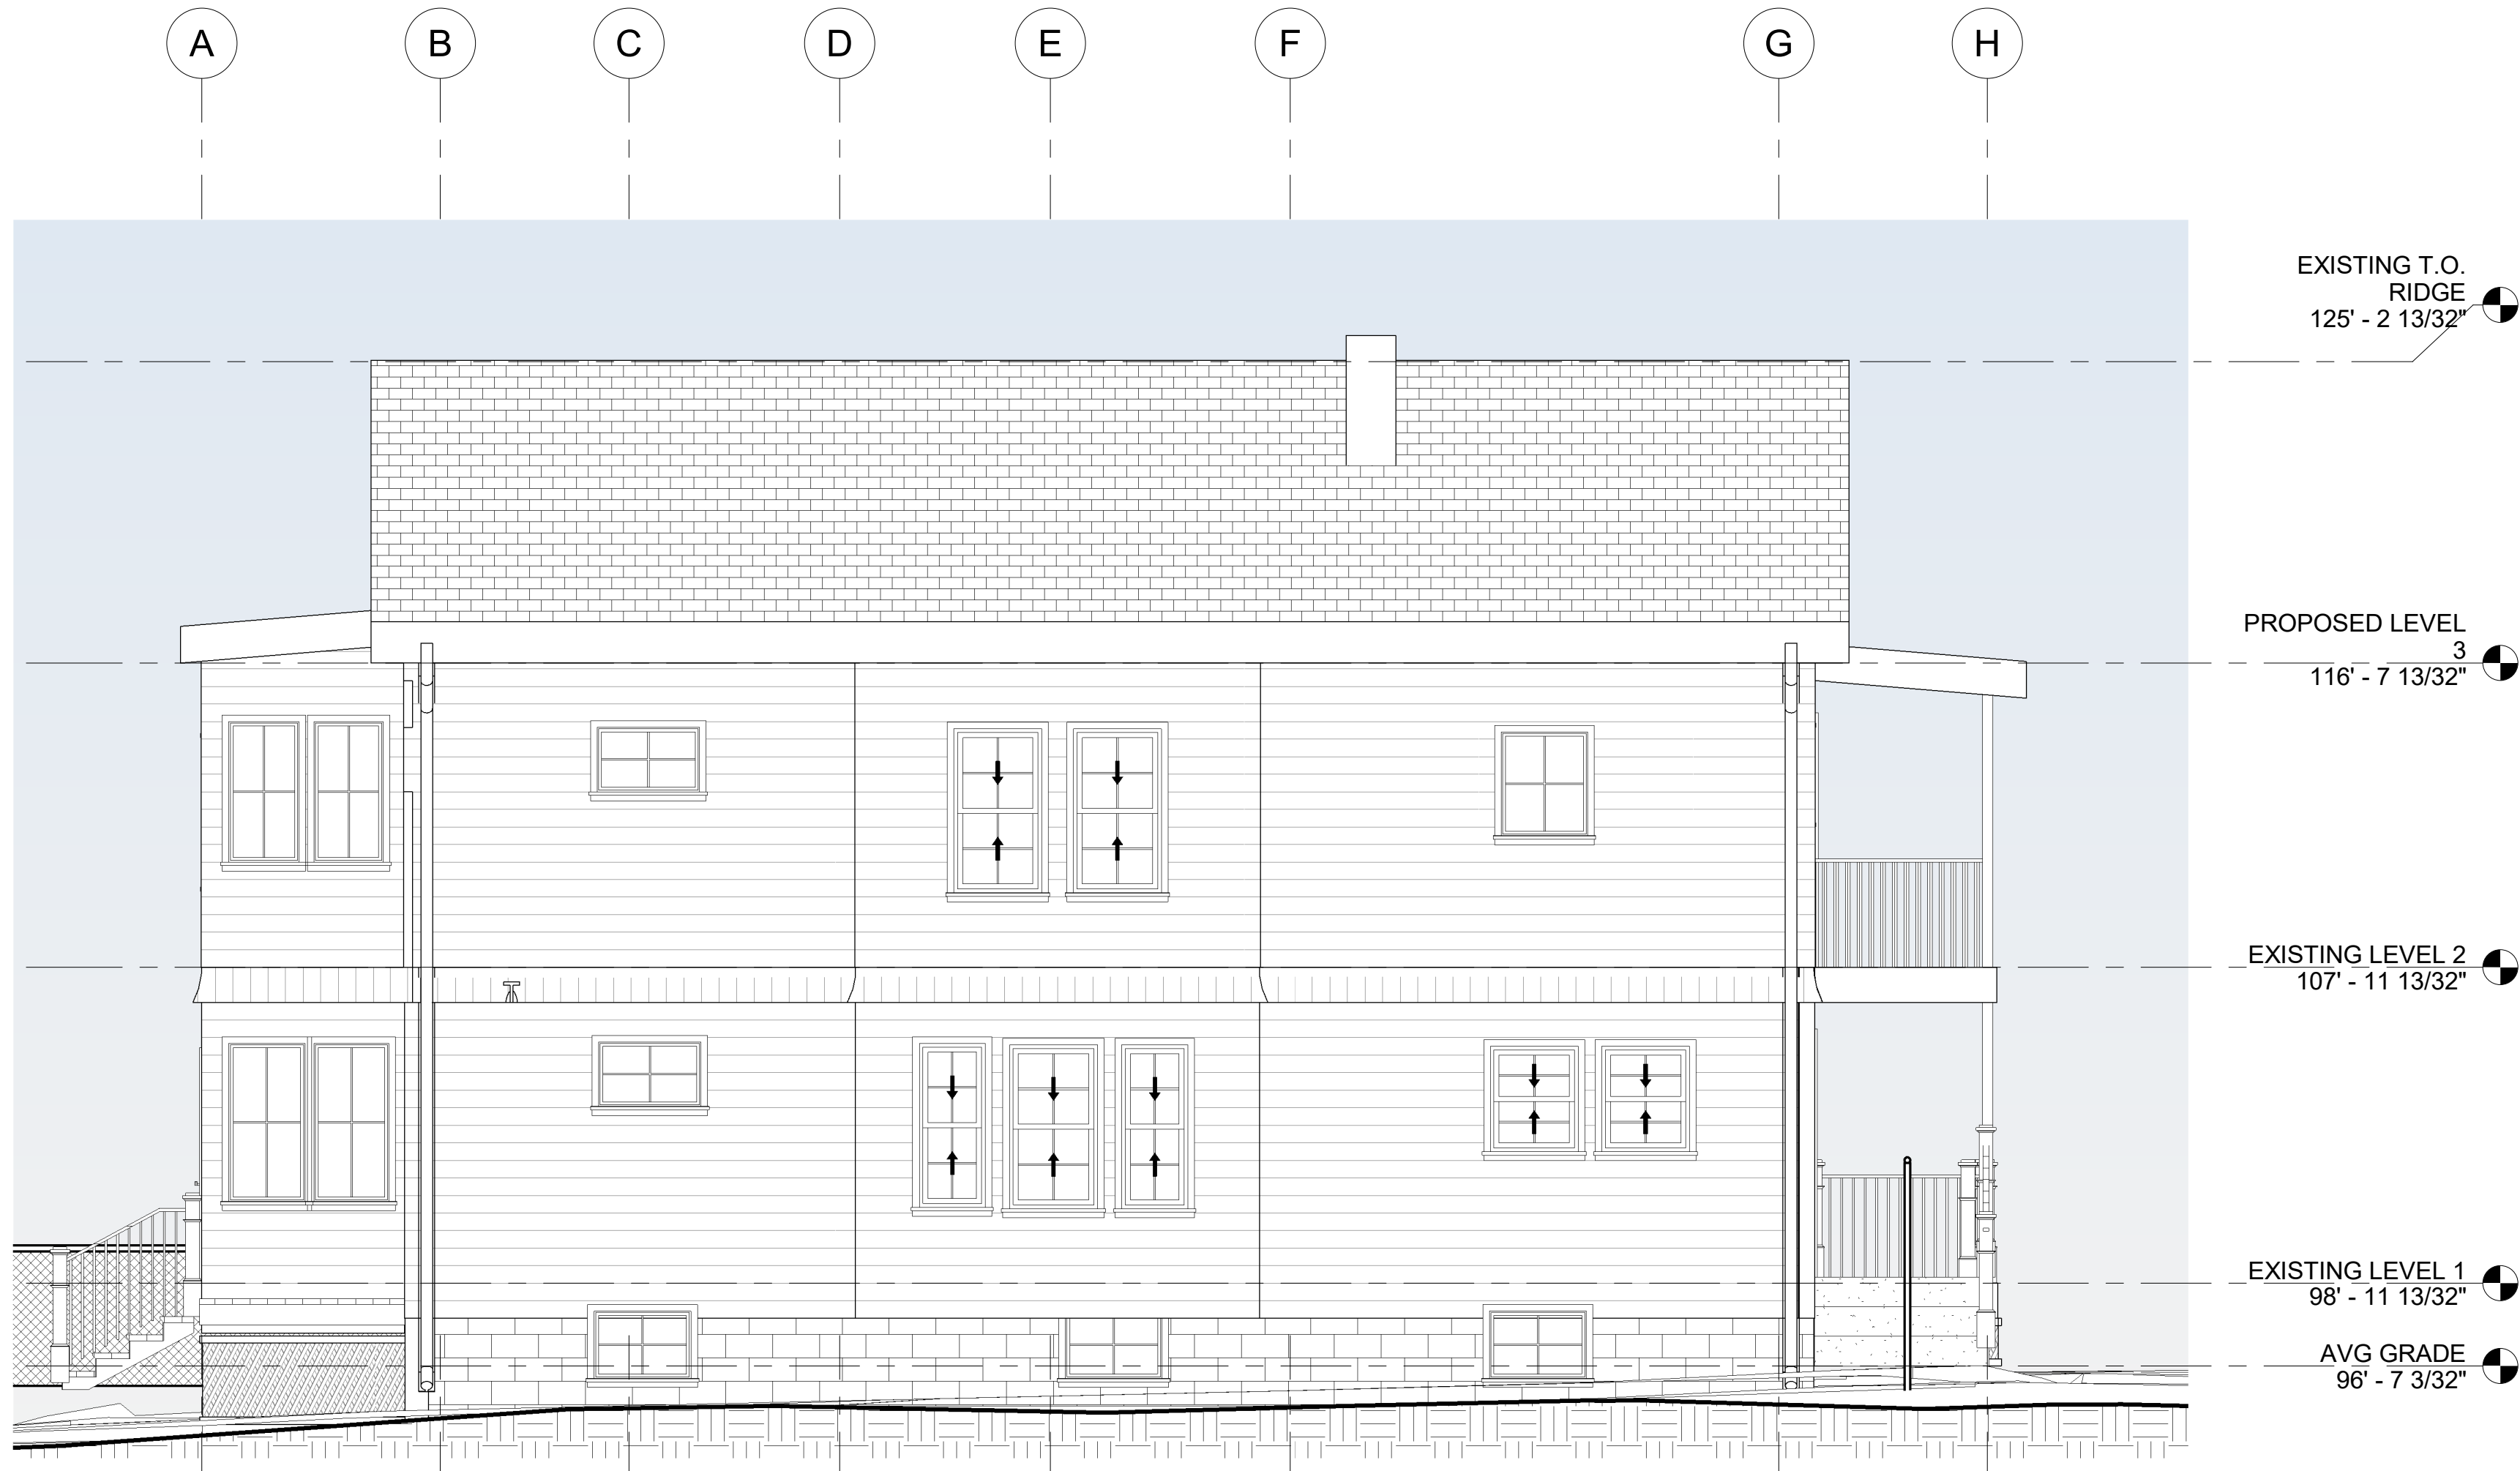 A B C D E F G H
EXISTING T.O.
RIDGE
125' - 2 13/32"
PROPOSED LEVEL
3
116' - 7 13/32"
EXISTING LEVEL 2
107' - 11 13/32"
EXISTING LEVEL 1
98' - 11 13/32"
AVG GRADE
96' - 7 3/32"